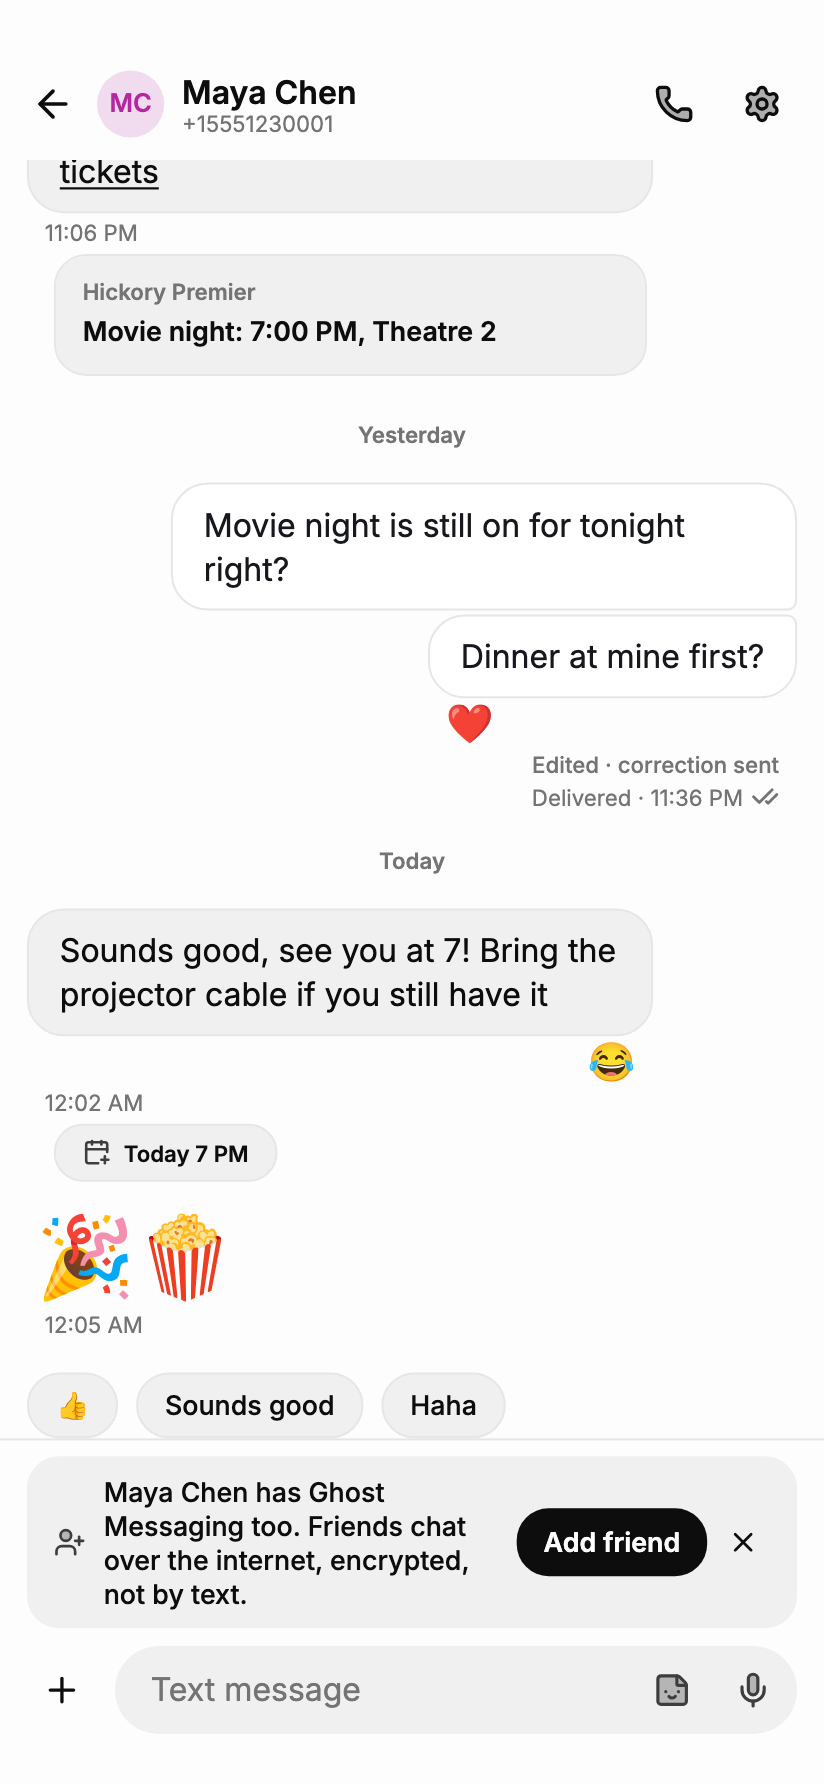 MC
Maya Chen
+15551230001
tickets
11:06 PM
Hickory Premier
Movie night: 7:00 PM, Theatre 2
Yesterday
Movie night is still on for tonight
right?
Dinner at mine first?
Edited · correction sent
Delivered · 11:36 PM
Today
Sounds good, see you at 7! Bring the
projector cable if you still have it
12:02 AM
Today 7 PM
12:05 AM
Sounds good
Haha
Maya Chen has Ghost
Messaging too. Friends chat
over the internet, encrypted,
not by text.
Add friend
Text message